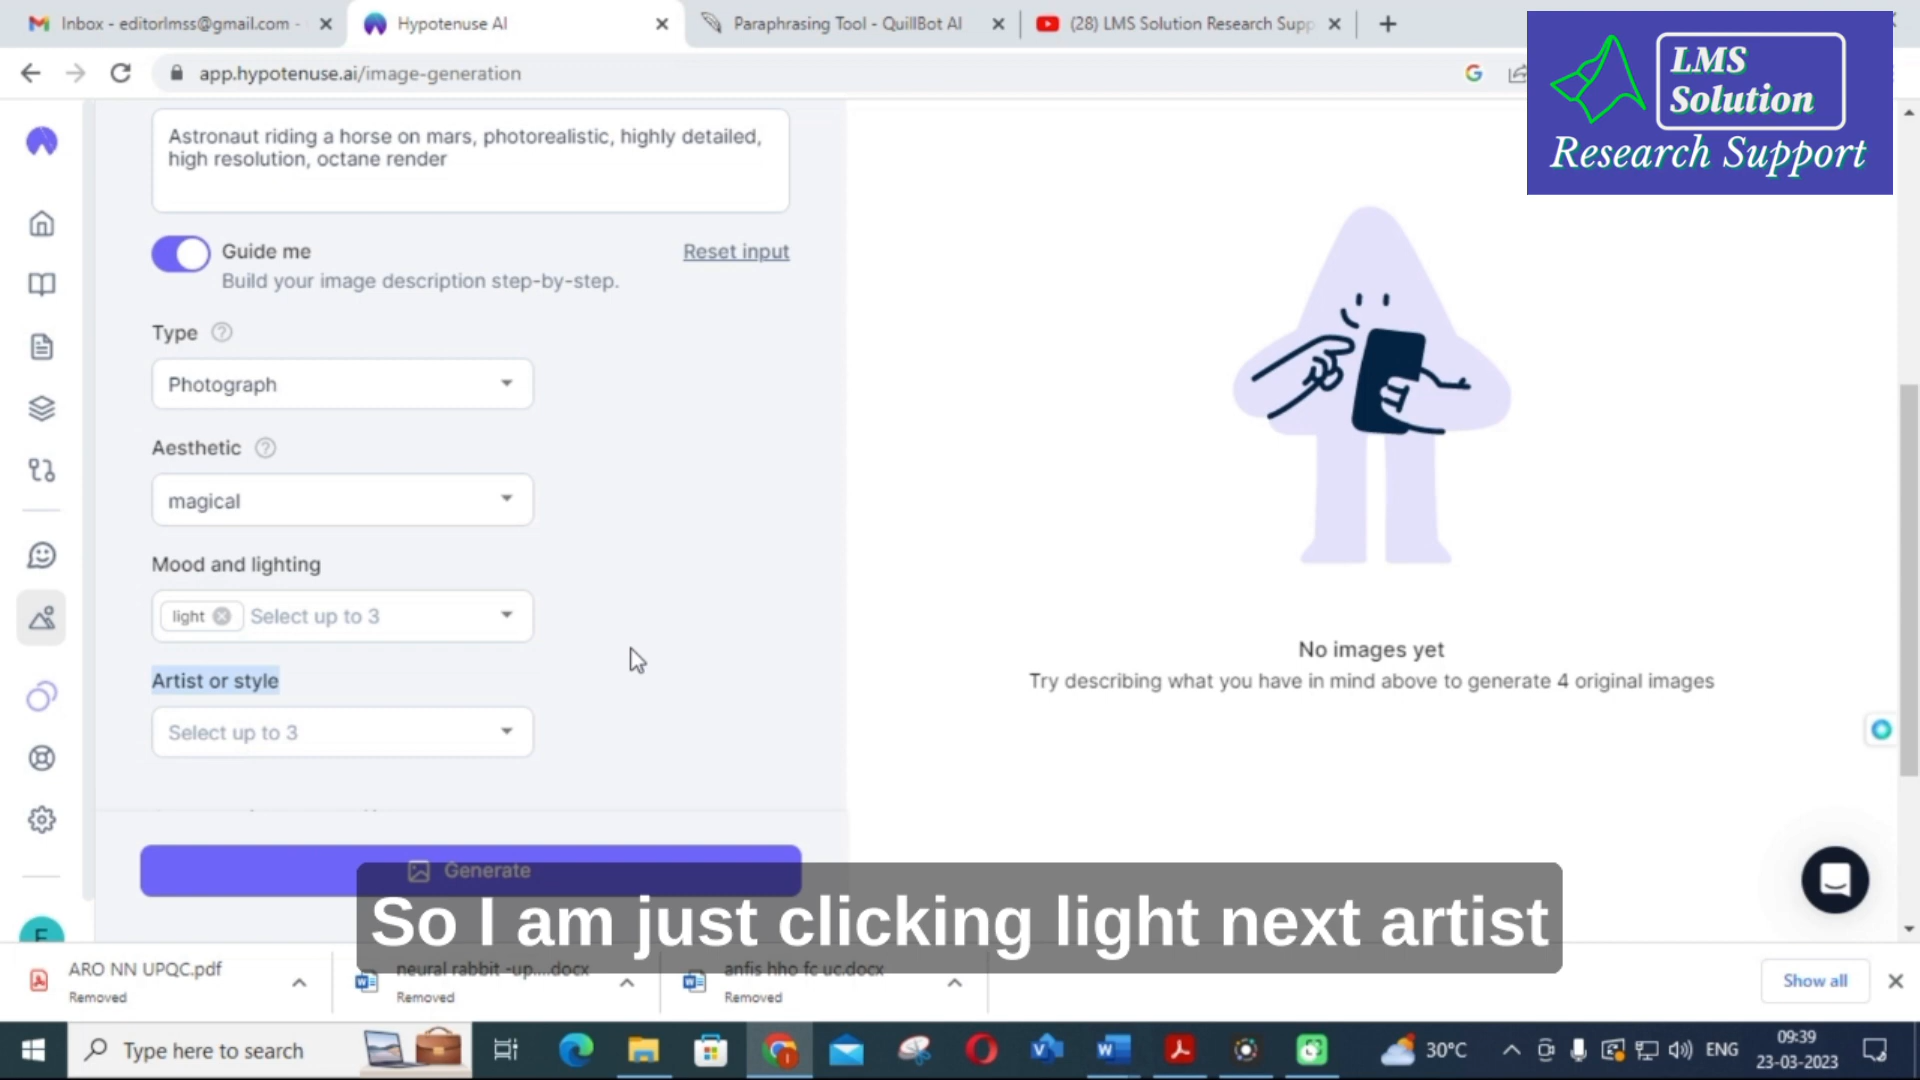 Inbox - editorlmss@gmail.com -
Hypotenuse AI
Paraphrasing Tool - QuillBot AI
(28) LMS Solution Research Supp
app.hypotenuse.ai/image-generation
LMS
Solution
Research Support
Astronaut riding a horse on mars, photorealistic, highly detailed,
high resolution, octane render
Guide me
Reset input
Build your image description step-by-step.
Type
Photograph
Aesthetic
magical
Mood and lighting
light Select up to 3
Artist or style
Select up to 3
No images yet
Try describing what you have in mind above to generate 4 original images
Generate
So I am just clicking light next artist
E
ARO NN UPQC.pdf
Removed
neural rabbit -up....docx
Removed
anfis hho fc uc.docx
Removed
Show all
Type here to search
30°C
ENG
09:39
23-03-2023